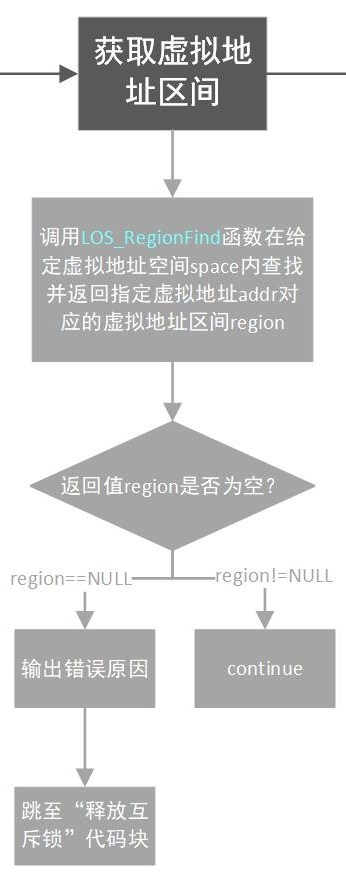 获取虚拟地
址区间
调用LOS_RegionFind函数在给
定虚拟地址空间space内查找
并返回指定虚拟地址addr对
应的虚拟地址区间region
返回值region是否为空？
region==NULL
region!=NULL
输出错误原因
continue
跳至“释放互
斥锁”代码块